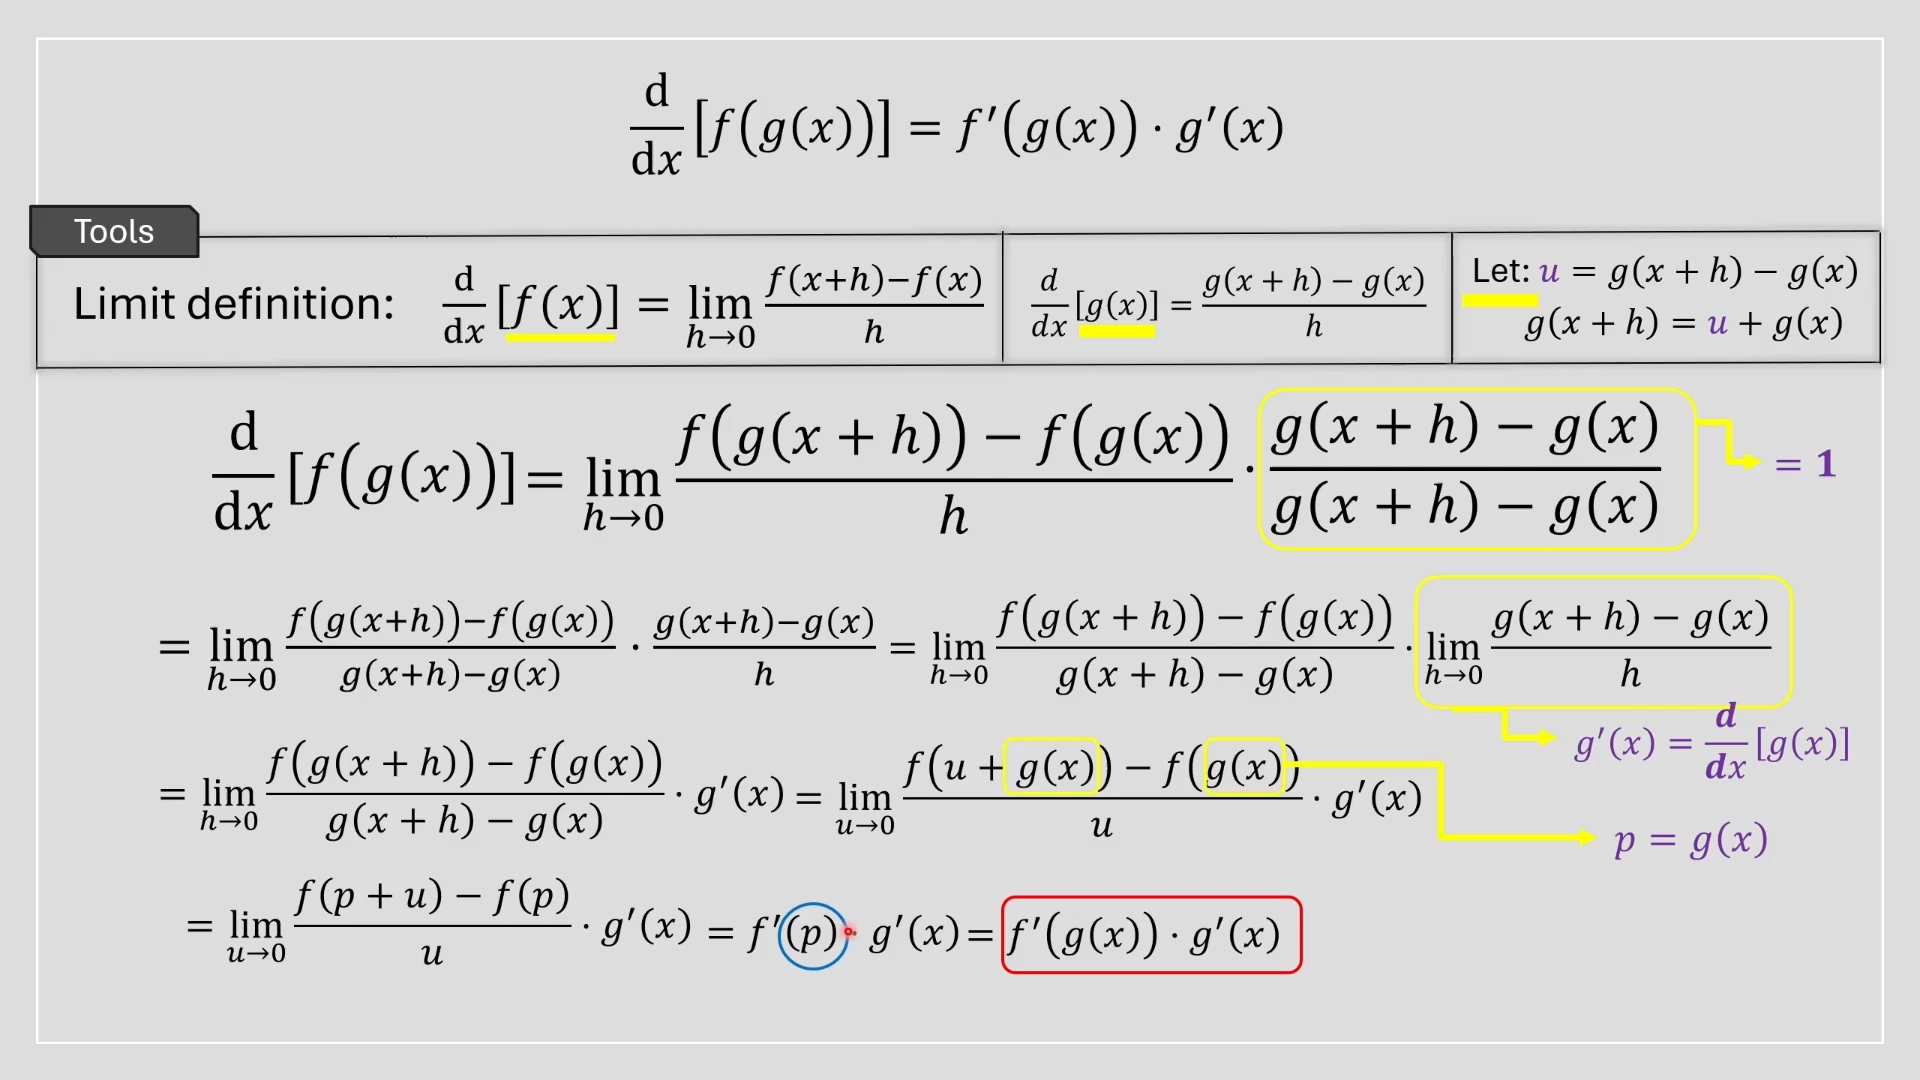 d/dx [f(g(x))] = f′(g(x)) · g′(x)
Tools
Limit definition: d/dx [f(x)] = lim h→0 f(x+h)−f(x) / h
d/dx [g(x)] = g(x + h) − g(x) / h
Let: u = g(x + h) − g(x)
g(x + h) = u + g(x)
d/dx [f(g(x))] = lim h→0 f(g(x + h)) − f(g(x)) / h · g(x + h) − g(x) / g(x + h) − g(x) = 1
= lim h→0 f(g(x+h))−f(g(x)) / g(x+h)−g(x) · g(x+h)−g(x) / h = lim h→0 f(g(x + h)) − f(g(x)) / g(x + h) − g(x) · lim h→0 g(x + h) − g(x) / h
g′(x) = d/dx [g(x)]
= lim h→0 f(g(x + h)) − f(g(x)) / g(x + h) − g(x) · g′(x) = lim u→0 f(u + g(x)) − f(g(x)) / u · g′(x)
p = g(x)
= lim u→0 f(p + u) − f(p) / u · g′(x) = f′(p) · g′(x) = f′(g(x)) · g′(x)